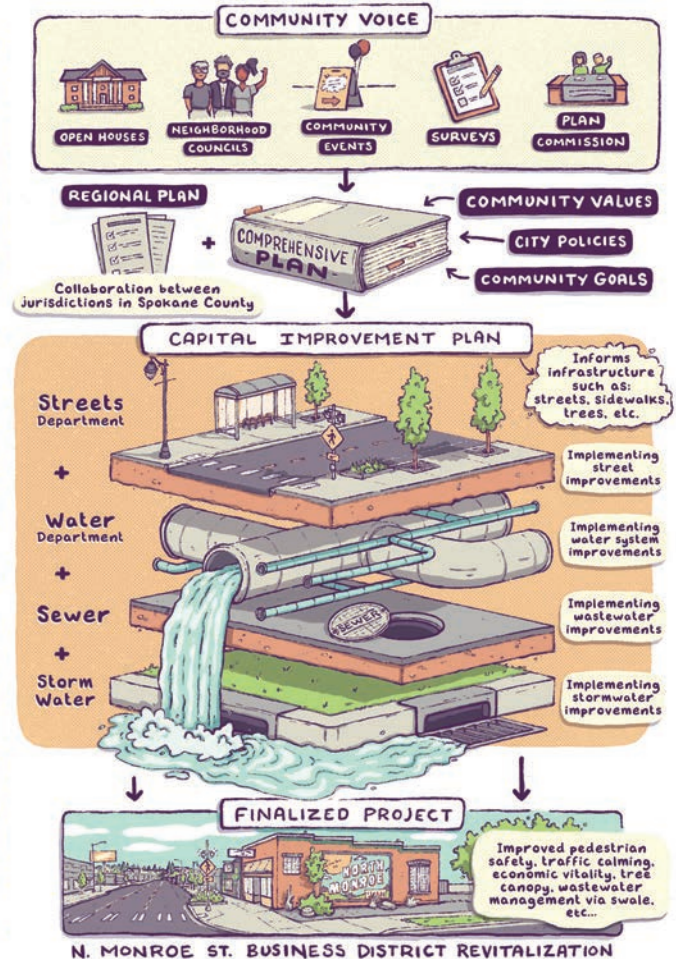 COMMUNITY VOICE
OPEN HOUSES
NEIGHBORHOOD
COUNCILS
COMMUNITY
EVENTS
SURVEYS
PLAN
COMMISSION
REGIONAL PLAN
Collaboration between
jurisdictions in Spokane County
+
COMPREHENSIVE
PLAN
COMMUNITY VALUES
CITY POLICIES
COMMUNITY GOALS
CAPITAL IMPROVEMENT PLAN
Informs
infrastructure
such as:
streets, sidewalks,
trees, etc.
Streets
Department
Implementing
street
improvements
+
Water
Department
Implementing
water system
improvements
+
Sewer
SEWER
Implementing
wastewater
improvements
+
Storm
Water
Implementing
stormwater
improvements
FINALIZED PROJECT
NORTH
MONROE
Improved pedestrian
safety, traffic calming,
economic vitality, tree
canopy, wastewater
management via swale,
etc...
N. MONROE ST. BUSINESS DISTRICT REVITALIZATION